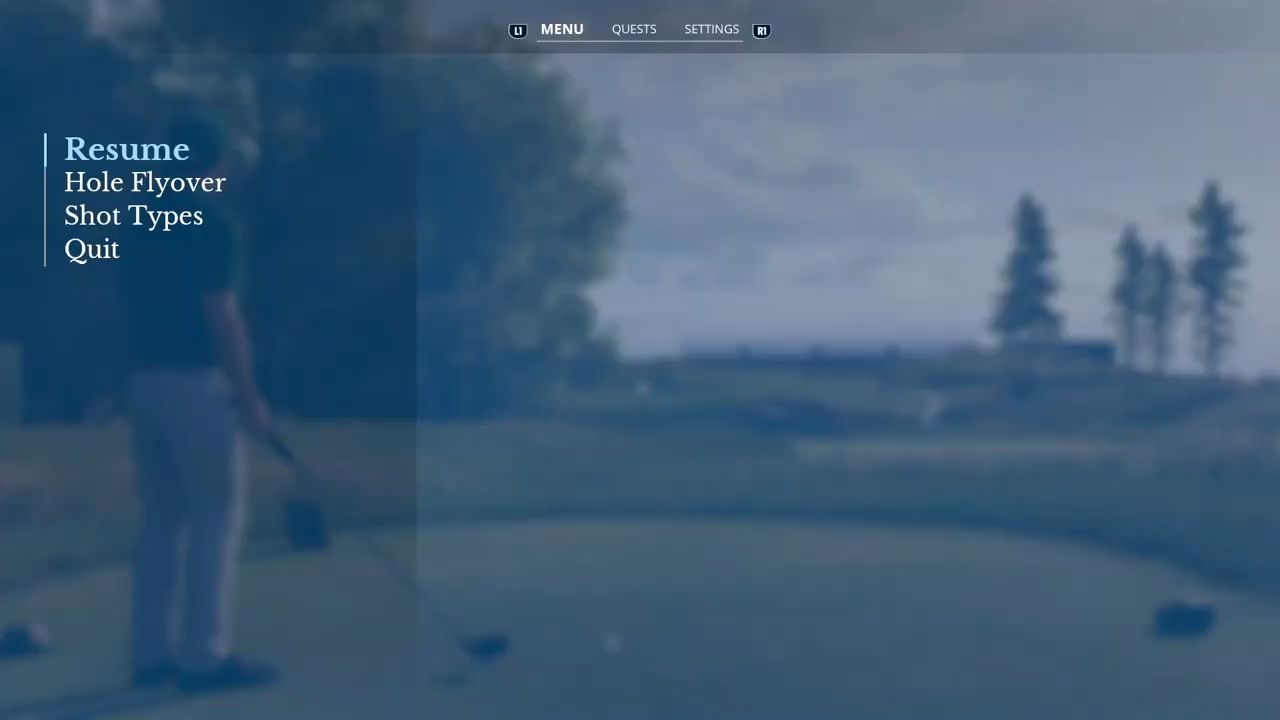 L1 MENU QUESTS SETTINGS R1
Resume
Hole Flyover
Shot Types
Quit